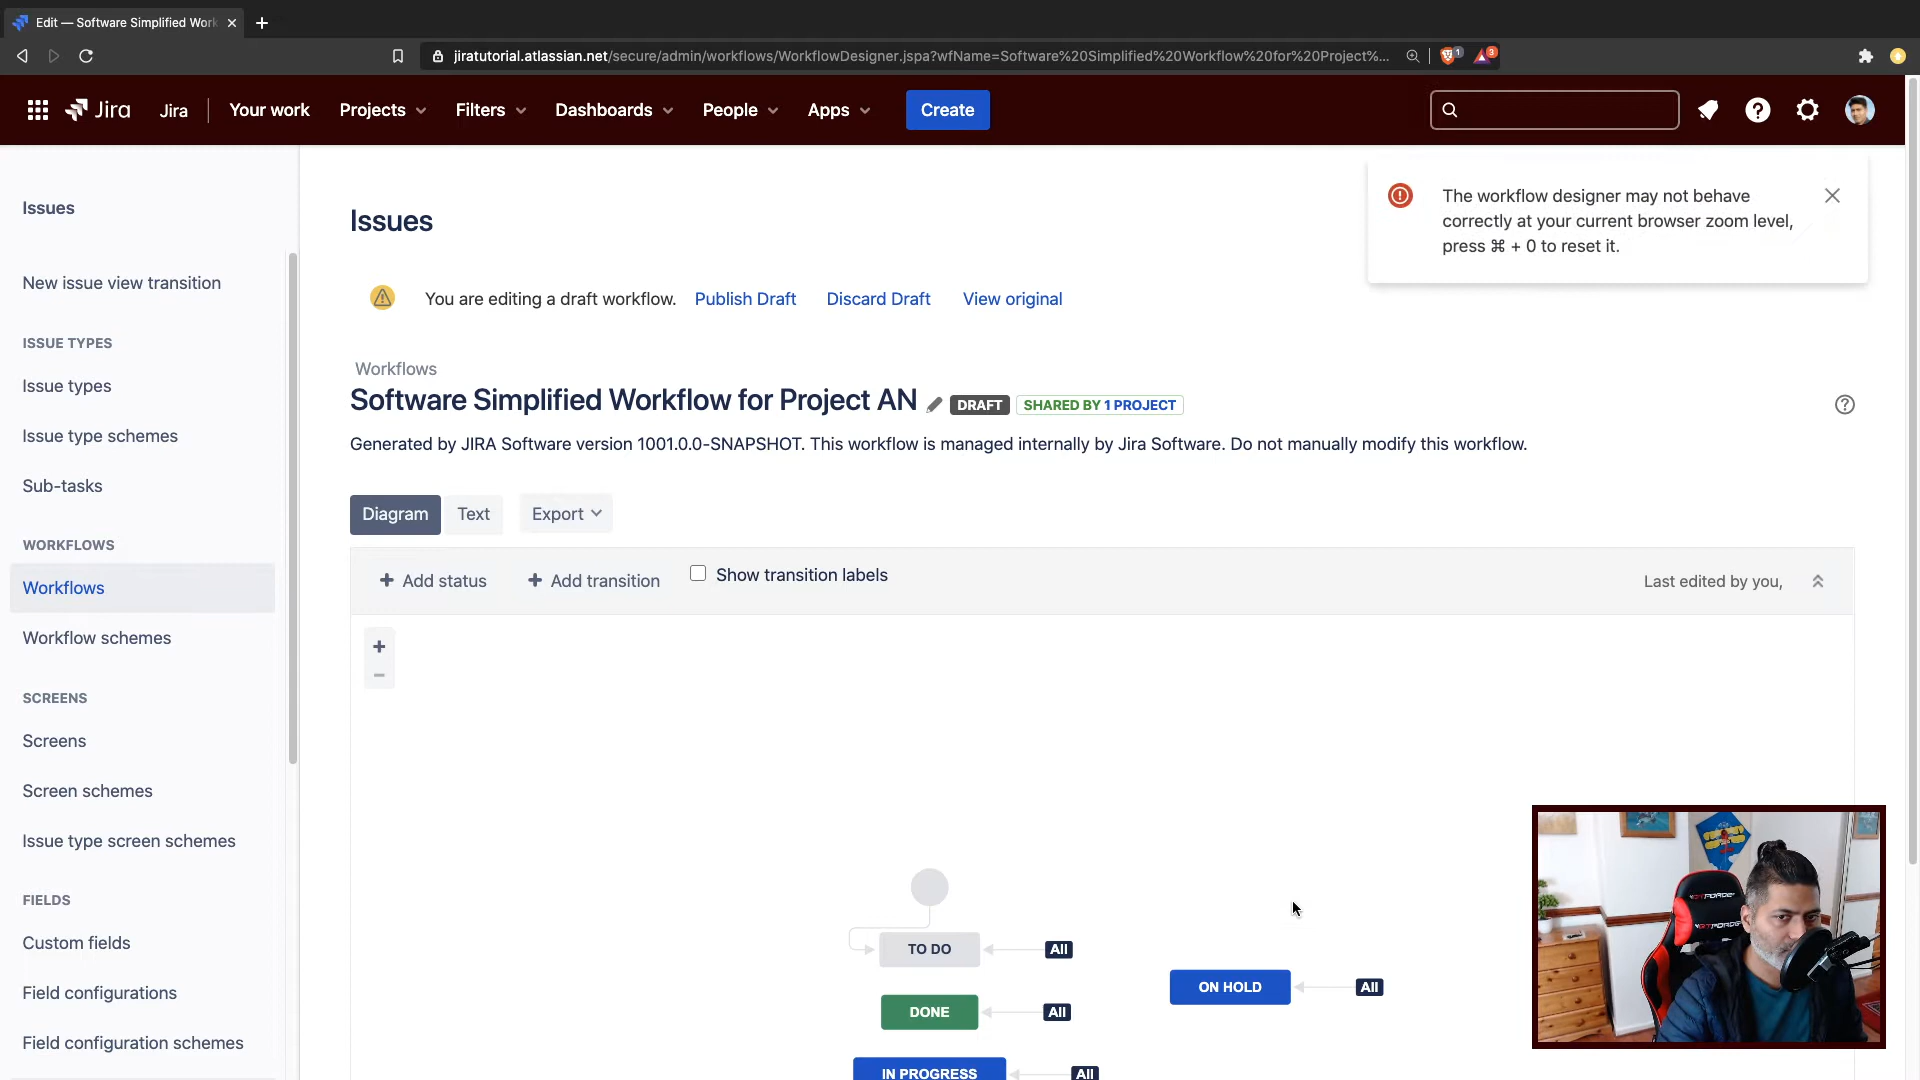 Edit — Software Simplified Work
jiratutorial.atlassian.net/secure/admin/workflows/WorkflowDesigner.jspa?wfName=Software%20Simplified%20Workflow%20for%20Project%...
1
3
Jira
Jira
Your work
Projects
Filters
Dashboards
People
Apps
Create
Issues
New issue view transition
ISSUE TYPES
Issue types
Issue type schemes
Sub-tasks
WORKFLOWS
Workflows
Workflow schemes
SCREENS
Screens
Screen schemes
Issue type screen schemes
FIELDS
Custom fields
Field configurations
Field configuration schemes
Issues
The workflow designer may not behave
correctly at your current browser zoom level,
press ⌘ + 0 to reset it.
You are editing a draft workflow. Publish Draft Discard Draft View original
Workflows
Software Simplified Workflow for Project AN DRAFT SHARED BY 1 PROJECT
Generated by JIRA Software version 1001.0.0-SNAPSHOT. This workflow is managed internally by Jira Software. Do not manually modify this workflow.
Diagram Text Export
+ Add status + Add transition Show transition labels
Last edited by you,
+
−
TO DO All
ON HOLD All
DONE All
IN PROGRESS All